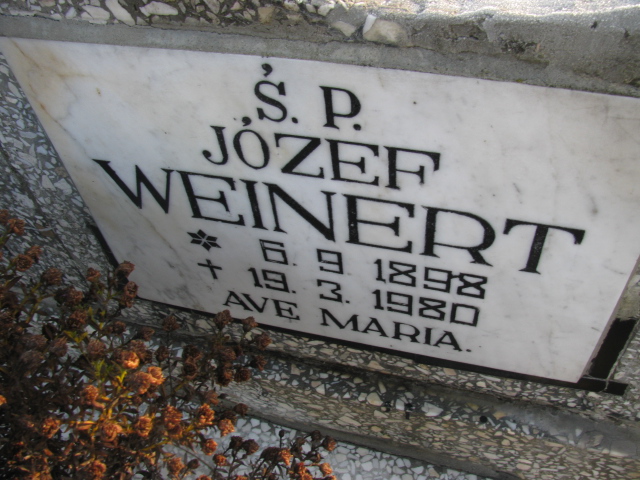 Ś. P.
JÓZEF
WEINERT
* 6. 9. 1898
† 19. 3. 1980
AVE MARIA.